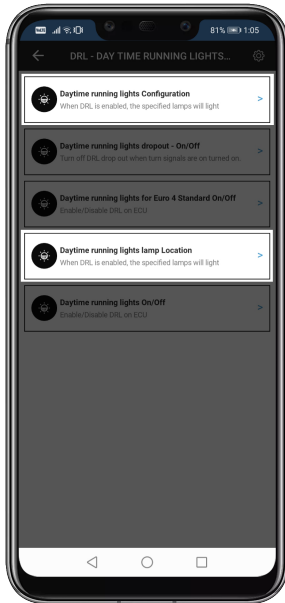 81% 1:05
DRL - DAY TIME RUNNING LIGHTS...
Daytime running lights Configuration
When DRL is enabled, the specified lamps will light
Daytime running lights dropout - On/Off
Turn off DRL drop out when turn signals are on turned on.
Daytime running lights for Euro 4 Standard On/Off
Enable/Disable DRL on ECU
Daytime running lights lamp Location
When DRL is enabled, the specified lamps will light
Daytime running lights On/Off
Enable/Disable DRL on ECU